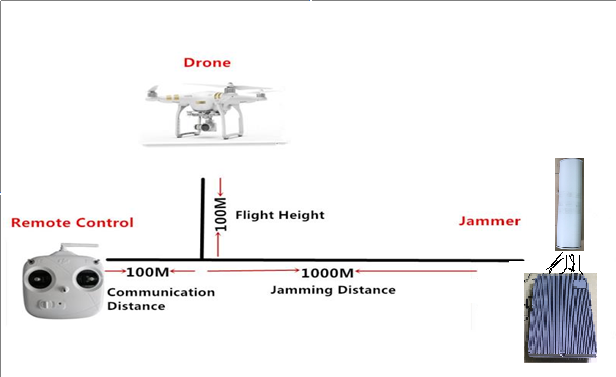 Drone
100M
Flight Height
Remote Control
Jammer
100M
1000M
Communication
Distance
Jamming Distance